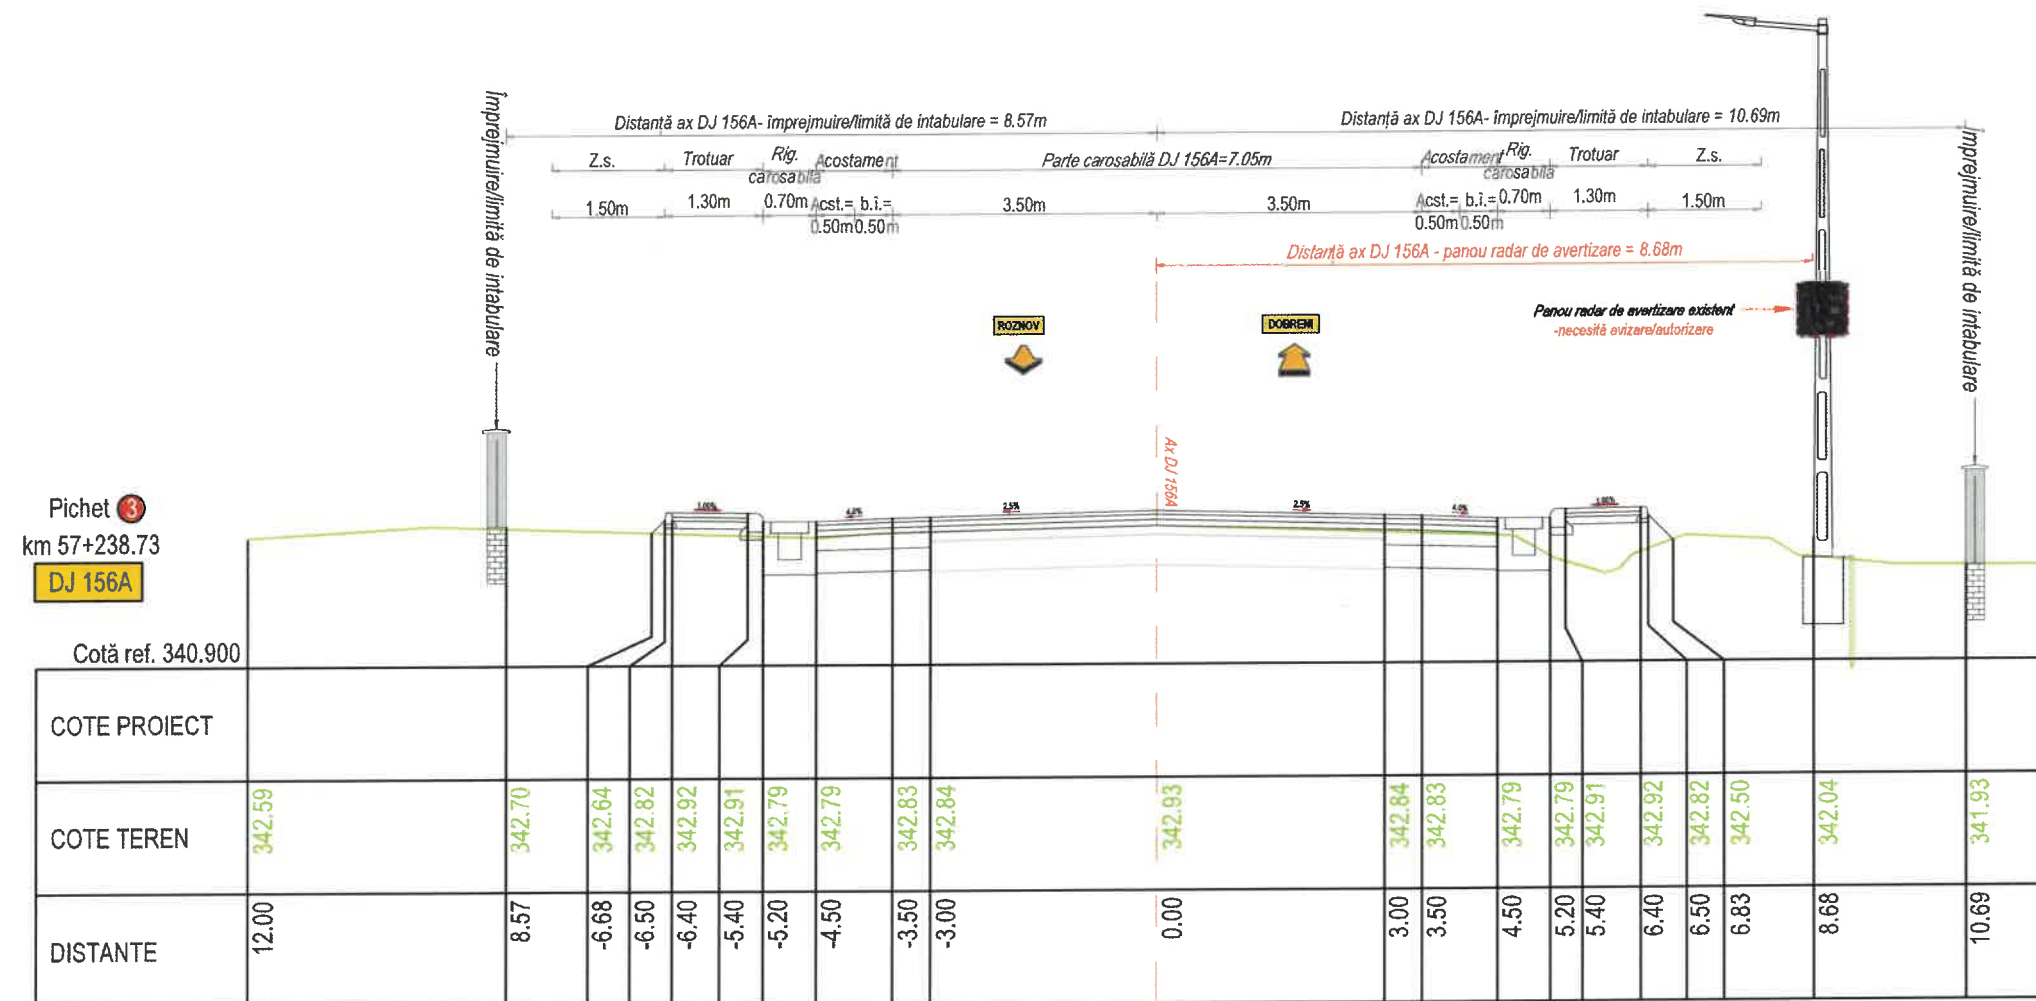 Distanță ax DJ 156A- împrejmuire/limită de intabulare = 8.57m
Distanță ax DJ 156A- împrejmuire/limită de intabulare = 10.69m
Împrejmuire/limită de intabulare
Împrejmuire/limită de intabulare
Z.s.
Trotuar
Rig.
carosabilă
Acostament
Parte carosabilă DJ 156A=7.05m
Acostament
Rig.
carosabilă
Trotuar
Z.s.
1.50m
1.30m
0.70m
Acst.=
0.50m
b.î.=
0.50m
3.50m
3.50m
Acst.=
0.50m
b.î.=
0.50m
0.70m
1.30m
1.50m
Distanță ax DJ 156A - panou radar de avertizare = 8.68m
Panou radar de avertizare existent
-necesită avizare/autorizare
ROZNOV
DOBRENI
Ax DJ 156A
1.00%
4.0%
2.5%
2.5%
4.0%
1.00%
Pichet 3
km 57+238.73
DJ 156A
Cotă ref. 340.900
COTE PROIECT
COTE TEREN
342.59
342.70
342.64
342.82
342.92
342.91
342.79
342.79
342.83
342.84
342.93
342.84
342.83
342.79
342.79
342.91
342.92
342.82
342.50
342.04
341.93
DISTANTE
12.00
8.57
-6.68
-6.50
-6.40
-5.40
-5.20
-4.50
-3.50
-3.00
0.00
3.00
3.50
4.50
5.20
5.40
6.40
6.50
6.83
8.68
10.69